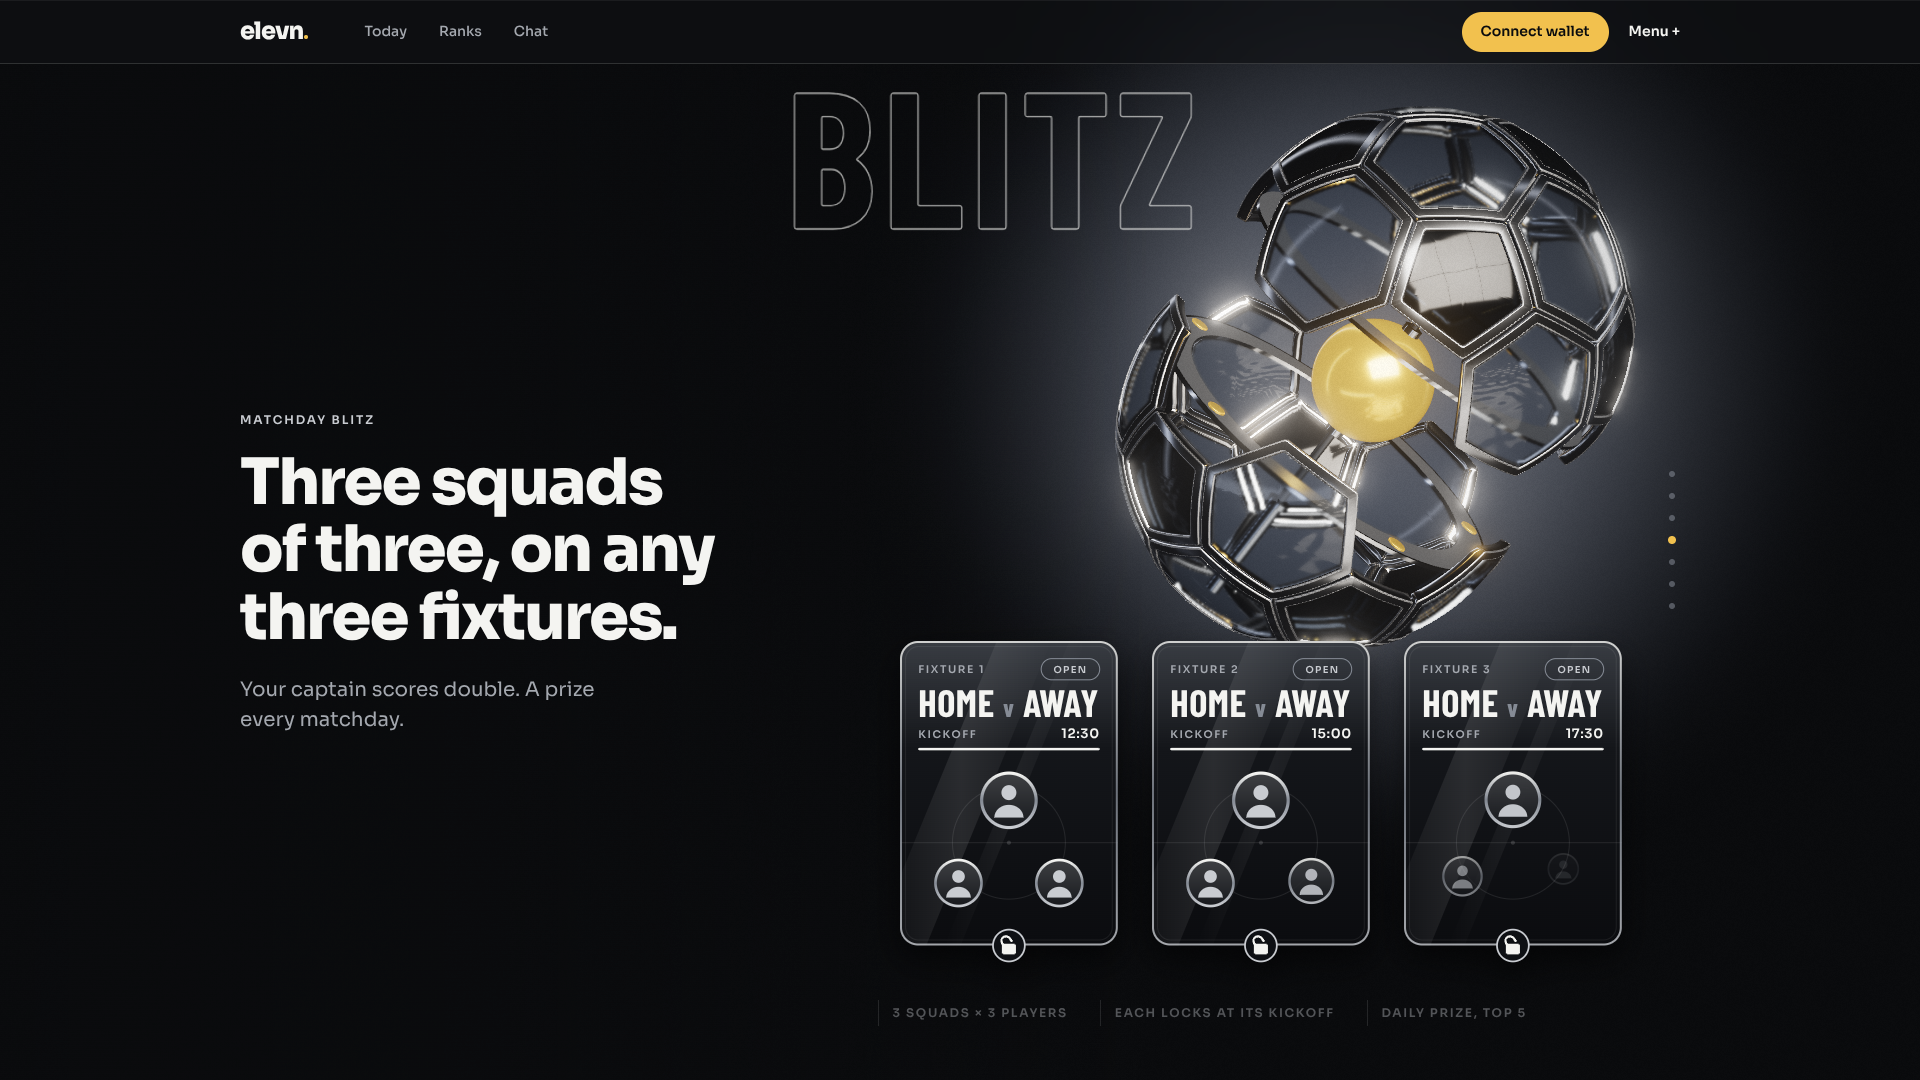 elevn.
Today
Ranks
Chat
Connect wallet
Menu +
BLITZ
MATCHDAY BLITZ
Three squads
of three, on any
three fixtures.
Your captain scores double. A prize
every matchday.
FIXTURE 1
OPEN
HOME v AWAY
KICKOFF
12:30
FIXTURE 2
OPEN
HOME v AWAY
KICKOFF
15:00
FIXTURE 3
OPEN
HOME v AWAY
KICKOFF
17:30
3 SQUADS × 3 PLAYERS
EACH LOCKS AT ITS KICKOFF
DAILY PRIZE, TOP 5